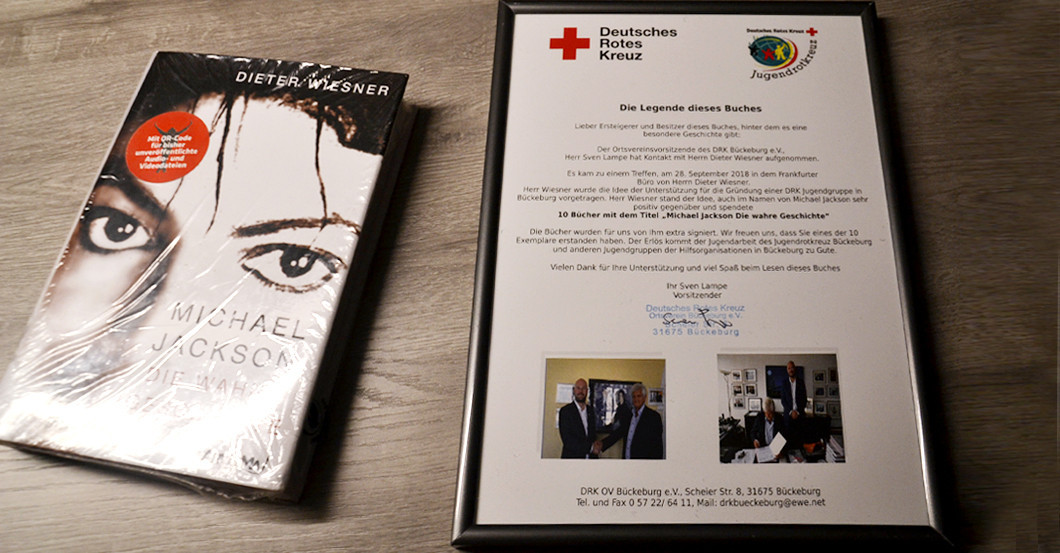 DIETER WIESNER
Mit QR-Code
für bisher
unveröffentlichte
Audio- und
Videodateien
MICHAEL
JACKSON
DIE WAH
Deutsches
Rotes
Kreuz
Deutsches Rotes Kreuz
Jugendrotkreuz
Die Legende dieses Buches
Lieber Ersteigerer und Besitzer dieses Buches, hinter dem es eine
besondere Geschichte gibt:
Der Ortsvereinsvorsitzende des DRK Bückeburg e.V.,
Herr Sven Lampe hat Kontakt mit Herrn Dieter Wiesner aufgenommen.
Es kam zu einem Treffen, am 28. September 2018 in dem Frankfurter
Büro von Herrn Dieter Wiesner.
Herr Wiesner wurde die Idee der Unterstützung für die Gründung einer DRK Jugendgruppe in
Bückeburg vorgetragen. Herr Wiesner stand der Idee, auch im Namen von Michael Jackson sehr
positiv gegenüber und spendete
10 Bücher mit dem Titel „Michael Jackson Die wahre Geschichte"
Die Bücher wurden für uns von Ihm extra signiert. Wir freuen uns, dass Sie eines der 10
Exemplare erstanden haben. Der Erlös kommt der Jugendarbeit des Jugendrotkreuz Bückeburg
und anderen Jugendgruppen der Hilfsorganisationen in Bückeburg zu Gute.
Vielen Dank für Ihre Unterstützung und viel Spaß beim Lesen dieses Buches
Ihr Sven Lampe
Vorsitzender
Deutsches Rotes Kreuz
Ortsverein Bückeburg e.V.
31675 Bückeburg
DRK OV Bückeburg e.V., Scheier Str. 8, 31675 Bückeburg
Tel. und Fax 0 57 22/ 64 11, Mail: drkbueckeburg@ewe.net